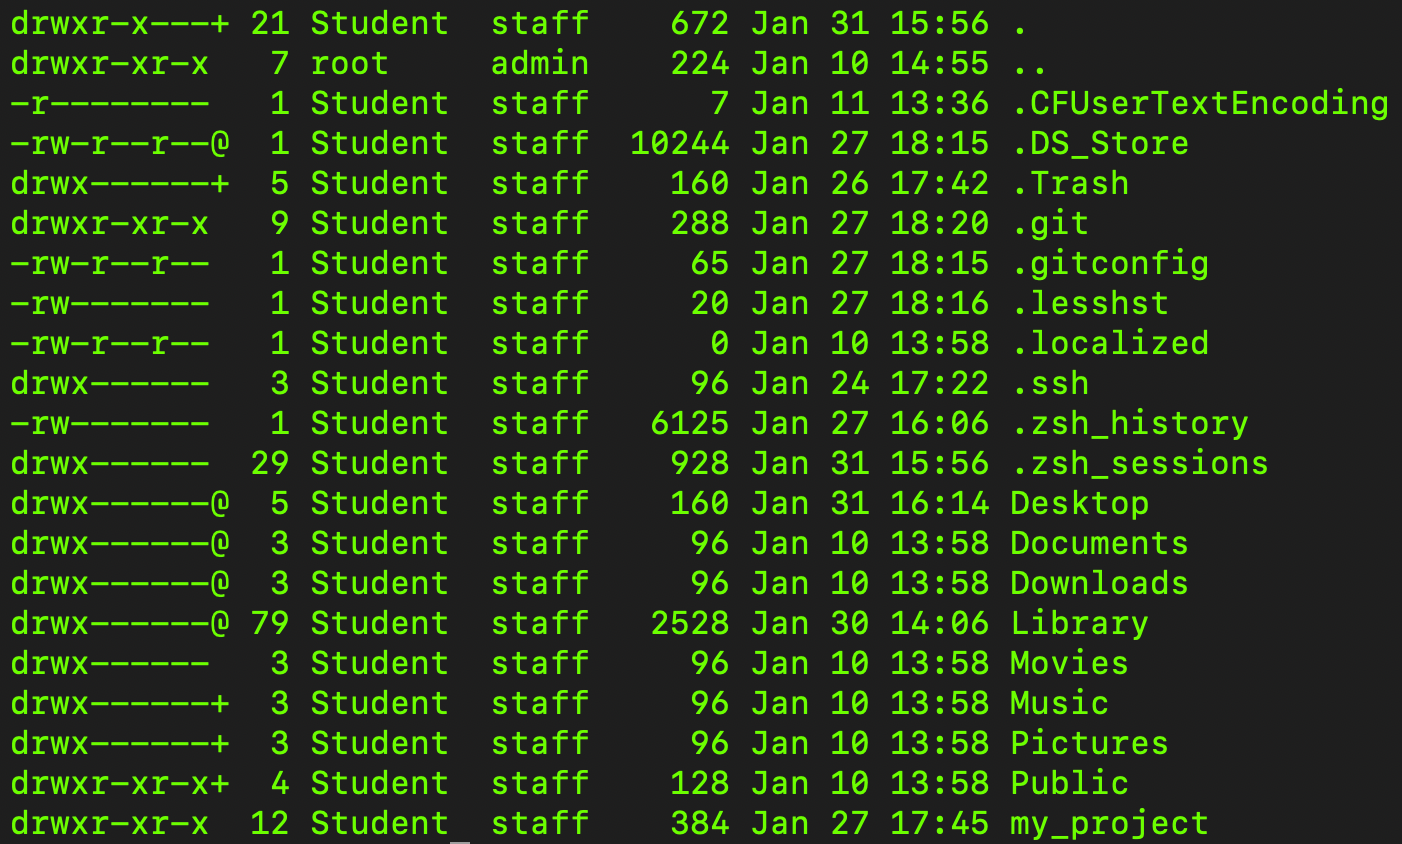 drwxr-x---+ 21 Student  staff    672 Jan 31 15:56 .
drwxr-xr-x   7 root     admin    224 Jan 10 14:55 ..
-r--------   1 Student  staff      7 Jan 11 13:36 .CFUserTextEncoding
-rw-r--r--@  1 Student  staff  10244 Jan 27 18:15 .DS_Store
drwx------+  5 Student  staff    160 Jan 26 17:42 .Trash
drwxr-xr-x   9 Student  staff    288 Jan 27 18:20 .git
-rw-r--r--   1 Student  staff     65 Jan 27 18:15 .gitconfig
-rw-------   1 Student  staff     20 Jan 27 18:16 .lesshst
-rw-r--r--   1 Student  staff      0 Jan 10 13:58 .localized
drwx------   3 Student  staff     96 Jan 24 17:22 .ssh
-rw-------   1 Student  staff   6125 Jan 27 16:06 .zsh_history
drwx------  29 Student  staff    928 Jan 31 15:56 .zsh_sessions
drwx------@  5 Student  staff    160 Jan 31 16:14 Desktop
drwx------@  3 Student  staff     96 Jan 10 13:58 Documents
drwx------@  3 Student  staff     96 Jan 10 13:58 Downloads
drwx------@ 79 Student  staff   2528 Jan 30 14:06 Library
drwx------   3 Student  staff     96 Jan 10 13:58 Movies
drwx------+  3 Student  staff     96 Jan 10 13:58 Music
drwx------+  3 Student  staff     96 Jan 10 13:58 Pictures
drwxr-xr-x+  4 Student  staff    128 Jan 10 13:58 Public
drwxr-xr-x  12 Student  staff    384 Jan 27 17:45 my_project